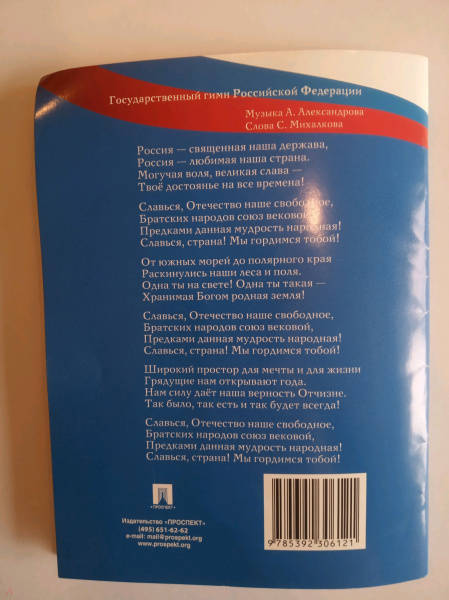 Государственный гимн Российской Федерации
Музыка А. Александрова
Слова С. Михалкова
Россия — священная наша держава,
Россия — любимая наша страна.
Могучая воля, великая слава —
Твоё достоянье на все времена!
Славься, Отечество наше свободное,
Братских народов союз вековой,
Предками данная мудрость народная!
Славься, страна! Мы гордимся тобой!
От южных морей до полярного края
Раскинулись наши леса и поля.
Одна ты на свете! Одна ты такая —
Хранимая Богом родная земля!
Славься, Отечество наше свободное,
Братских народов союз вековой,
Предками данная мудрость народная!
Славься, страна! Мы гордимся тобой!
Широкий простор для мечты и для жизни
Грядущие нам открывают года.
Нам силу даёт наша верность Отчизне.
Так было, так есть и так будет всегда!
Славься, Отечество наше свободное,
Братских народов союз вековой,
Предками данная мудрость народная!
Славься, страна! Мы гордимся тобой!
• ПРОСПЕКТ •
Издательство «ПРОСПЕКТ»
(495) 651-62-62
e-mail: mail@prospekt.org
www.prospekt.org
9785392306121